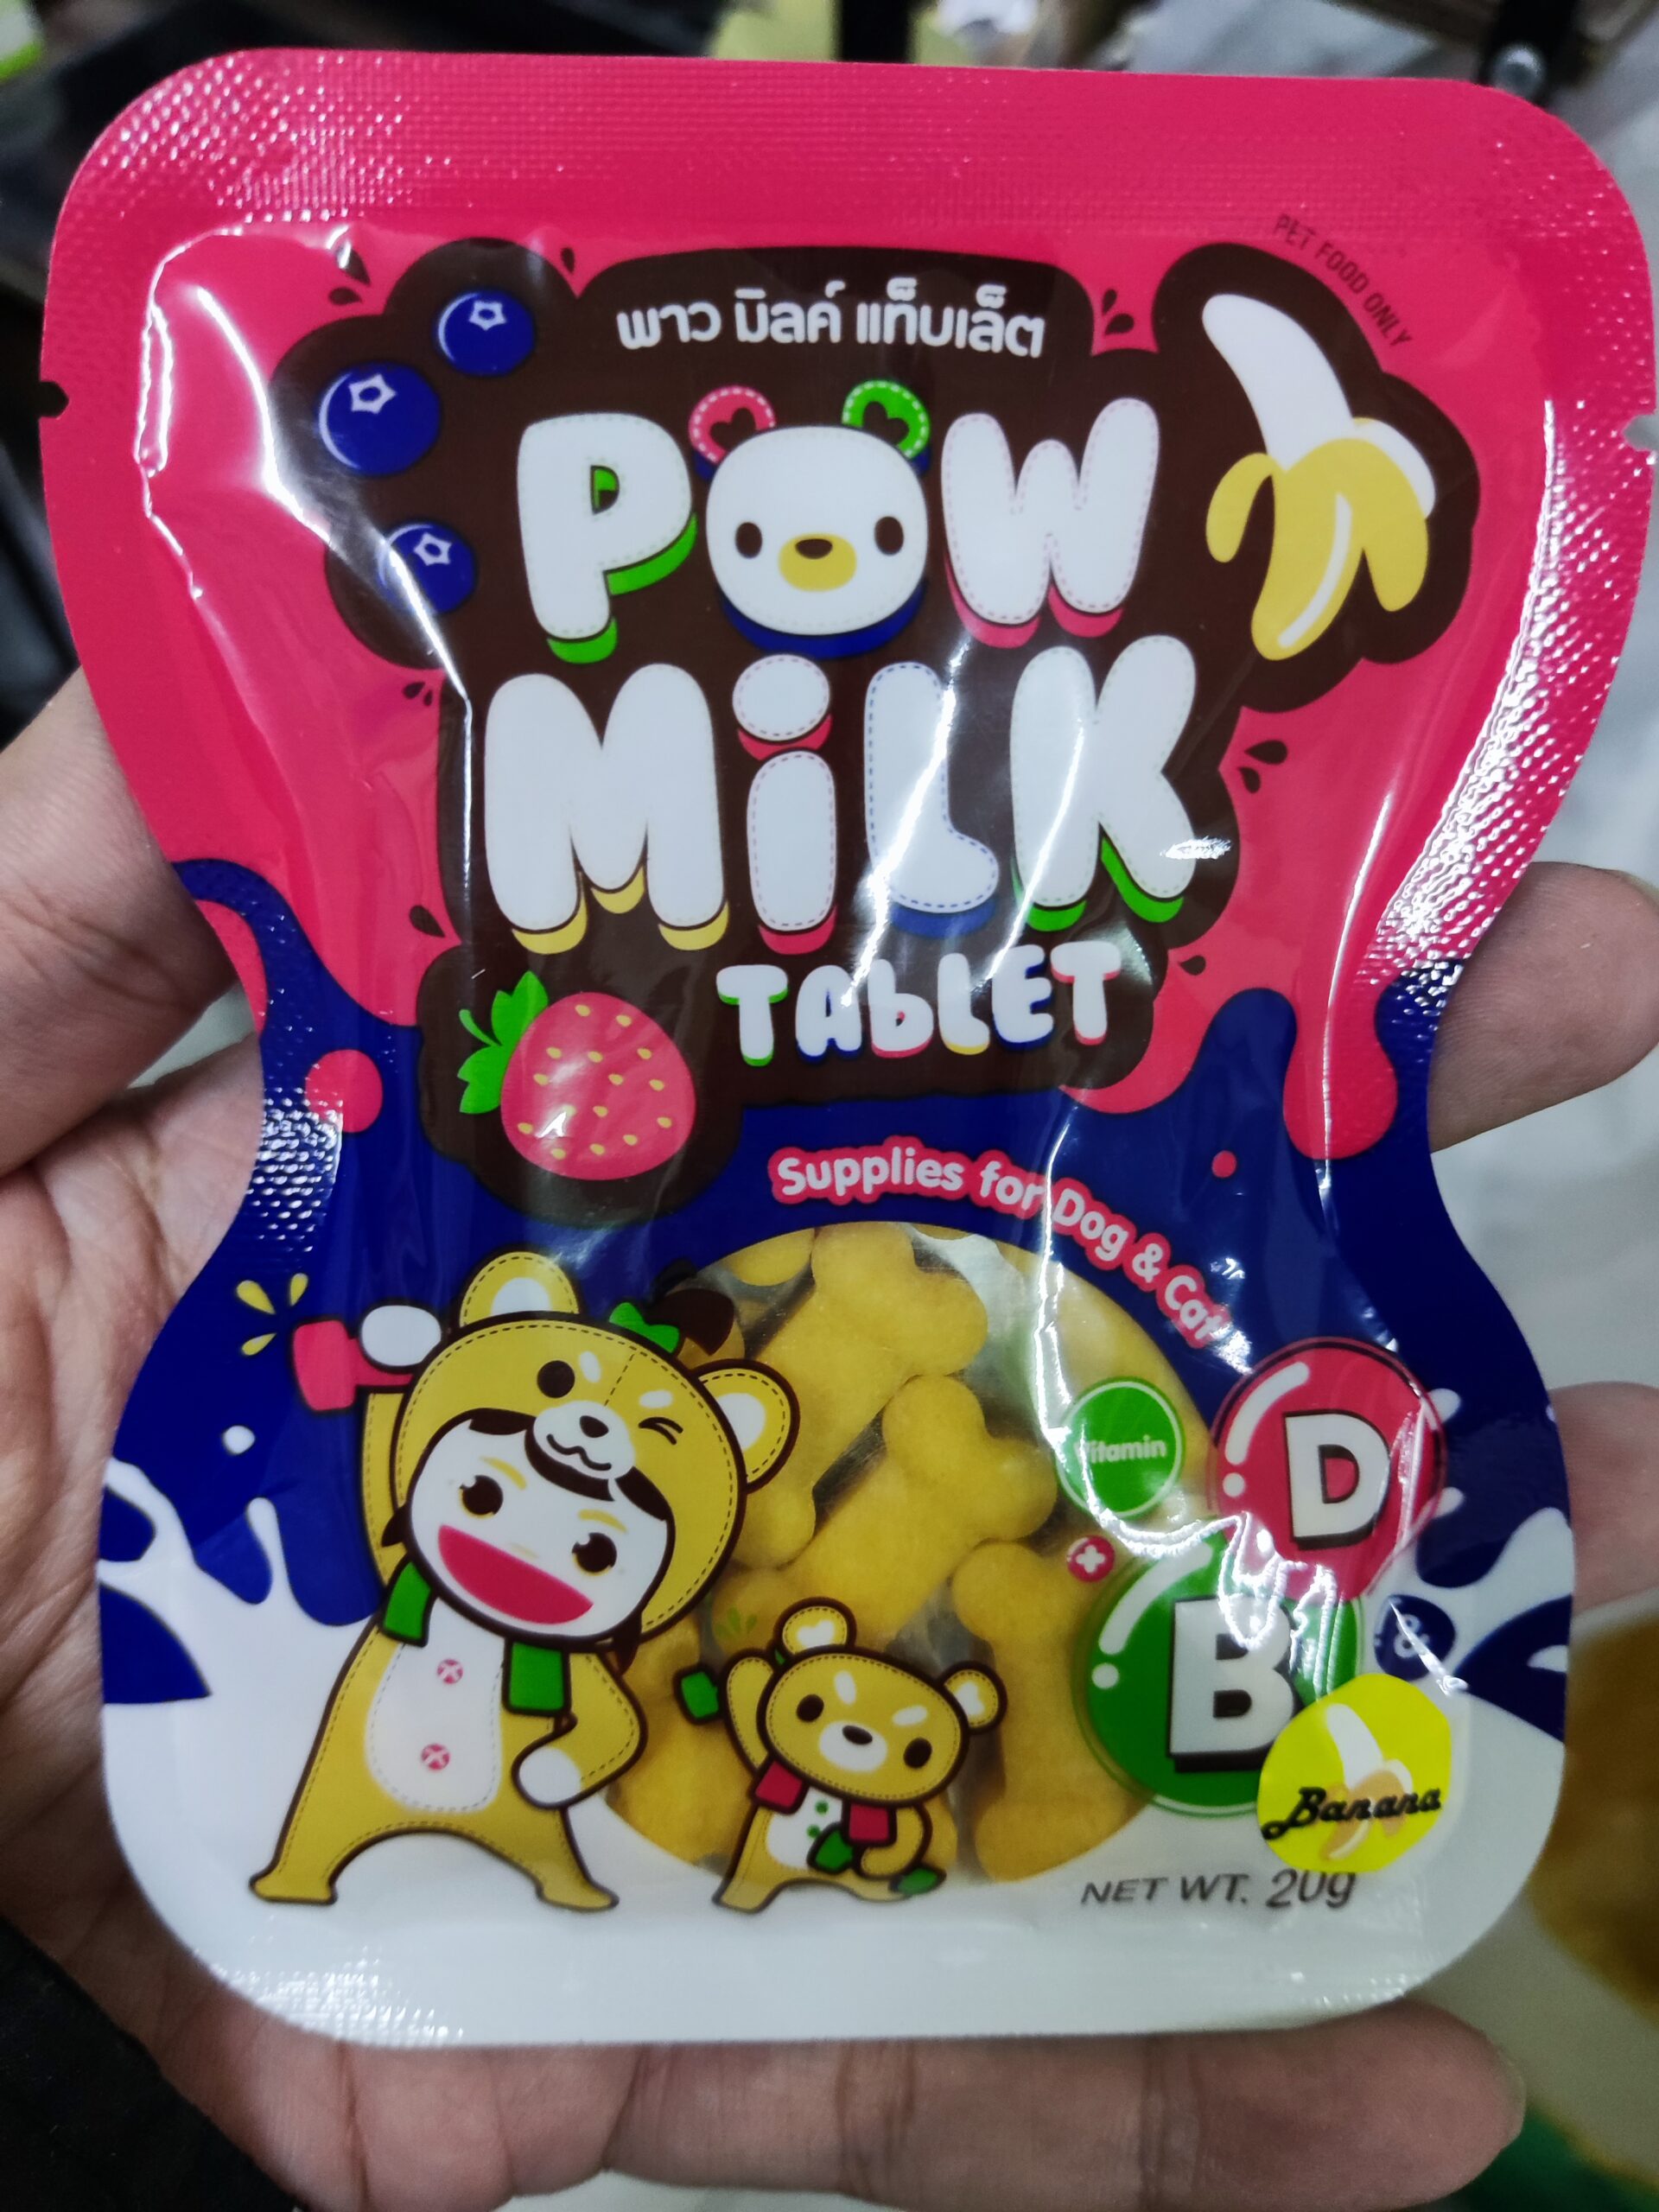 PET FOOD ONLY
พาว มิลค์ แท็บเล็ต
POW
MiLK
TABLET
Supplies for Dog & Cat
Vitamin
D
B
&
Banana
NET WT. 20g